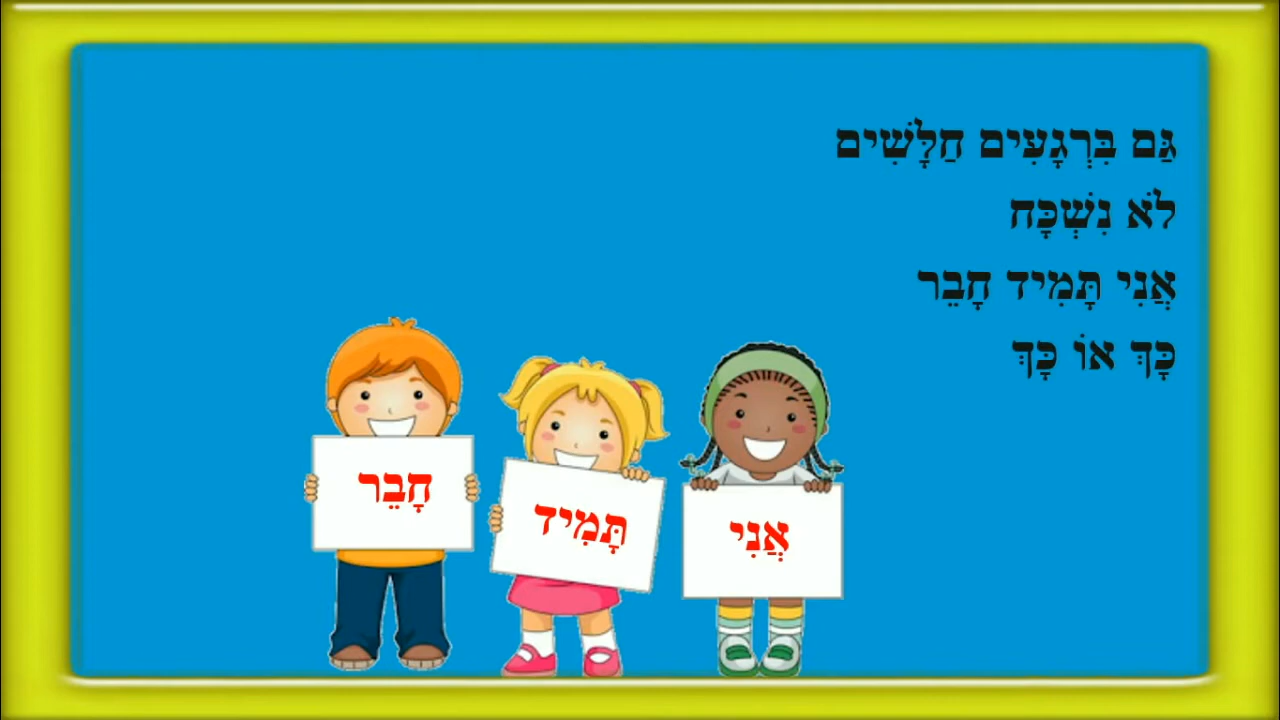 גַּם בִּרְגָעִים חַלָּשִׁים
לֹא נִשְׁכָּח
אֲנִי תָּמִיד חָבֵר
כָּךְ אוֹ כָּךְ
אֲנִי
תָּמִיד
חָבֵר